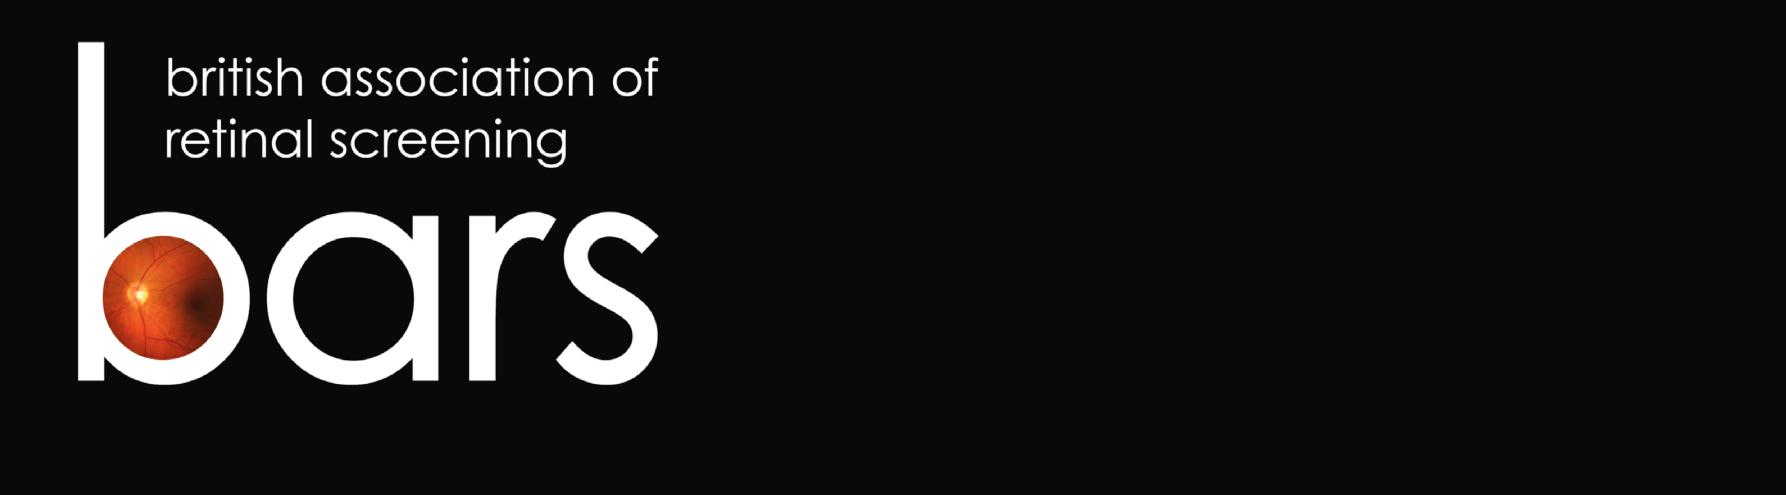 british association of
retinal screening
bars